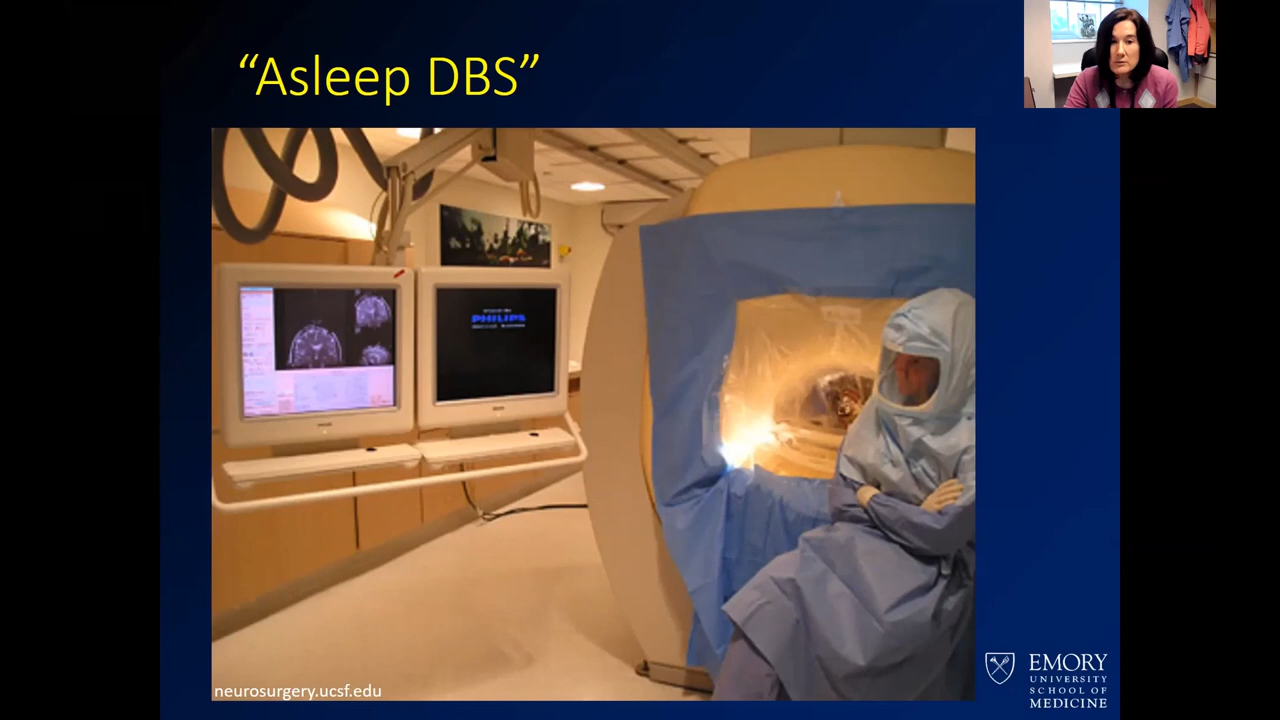 “Asleep DBS”
PHILIPS
neurosurgery.ucsf.edu
EMORY
UNIVERSITY
SCHOOL OF
MEDICINE